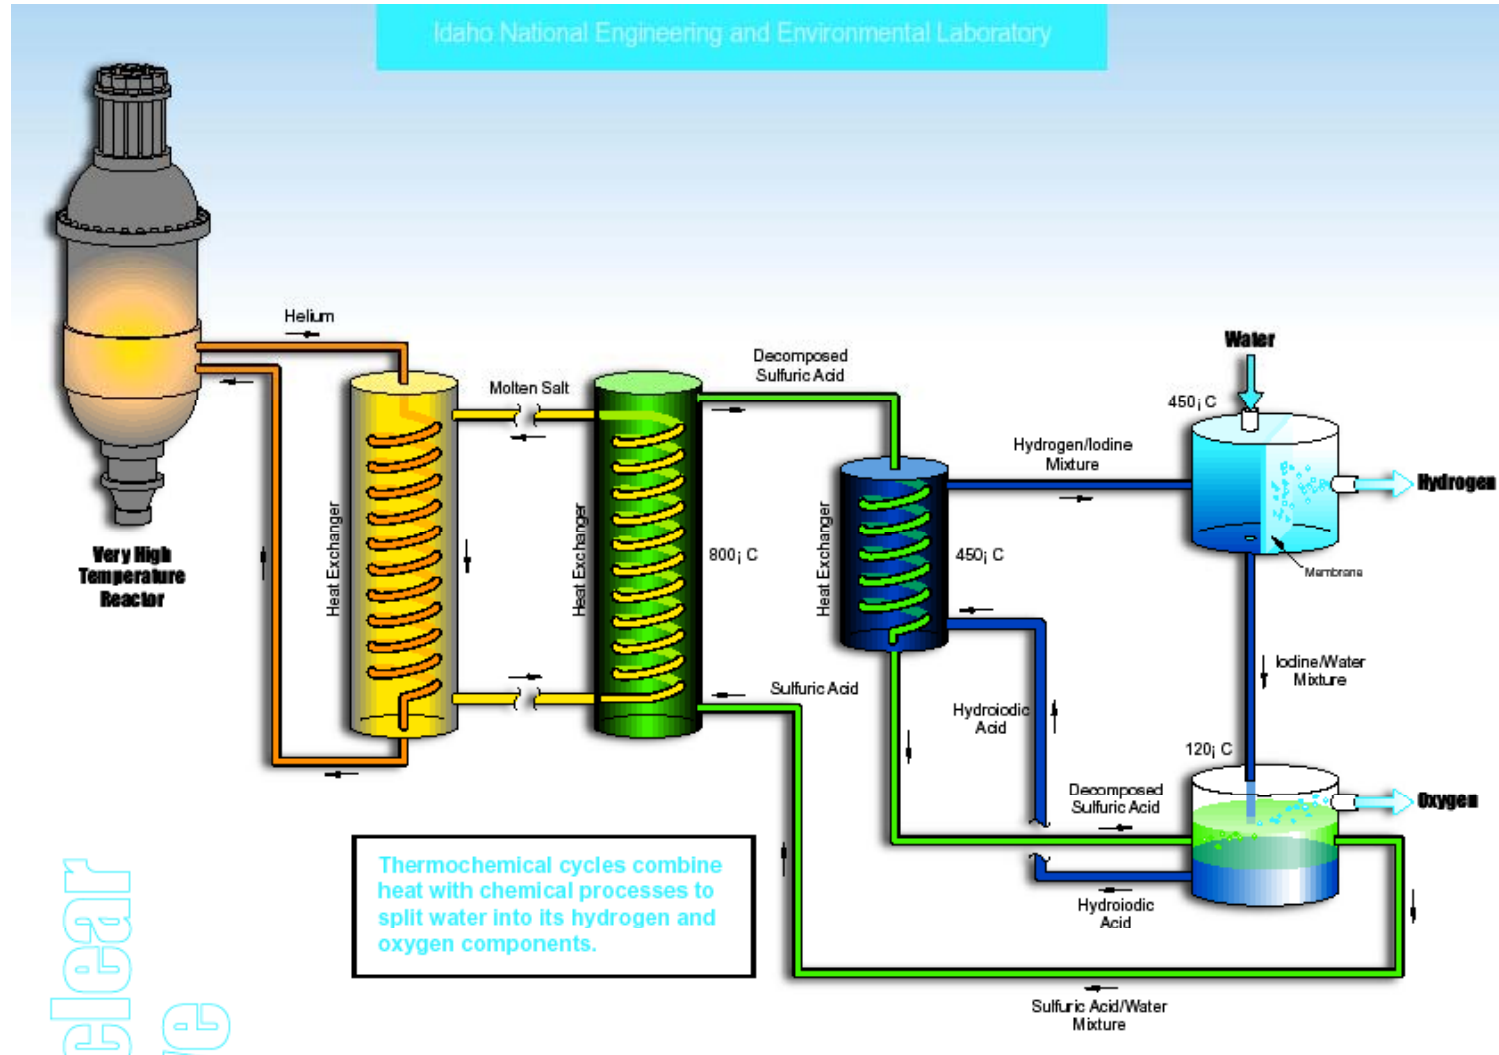 Idaho National Engineering and Environmental Laboratory
Helium
Very High
Temperature
Reactor
Heat Exchanger
Molten Salt
Heat Exchanger
800¡ C
Decomposed
Sulfuric Acid
Sulfuric Acid
Heat Exchanger
450¡ C
Hydrogen/Iodine
Mixture
Hydroiodic
Acid
Water
450¡ C
Hydrogen
Membrane
Iodine/Water
Mixture
120¡ C
Decomposed
Sulfuric Acid
Oxygen
Hydroiodic
Acid
Sulfuric Acid/Water
Mixture
Thermochemical cycles combine
heat with chemical processes to
split water into its hydrogen and
oxygen components.
clear